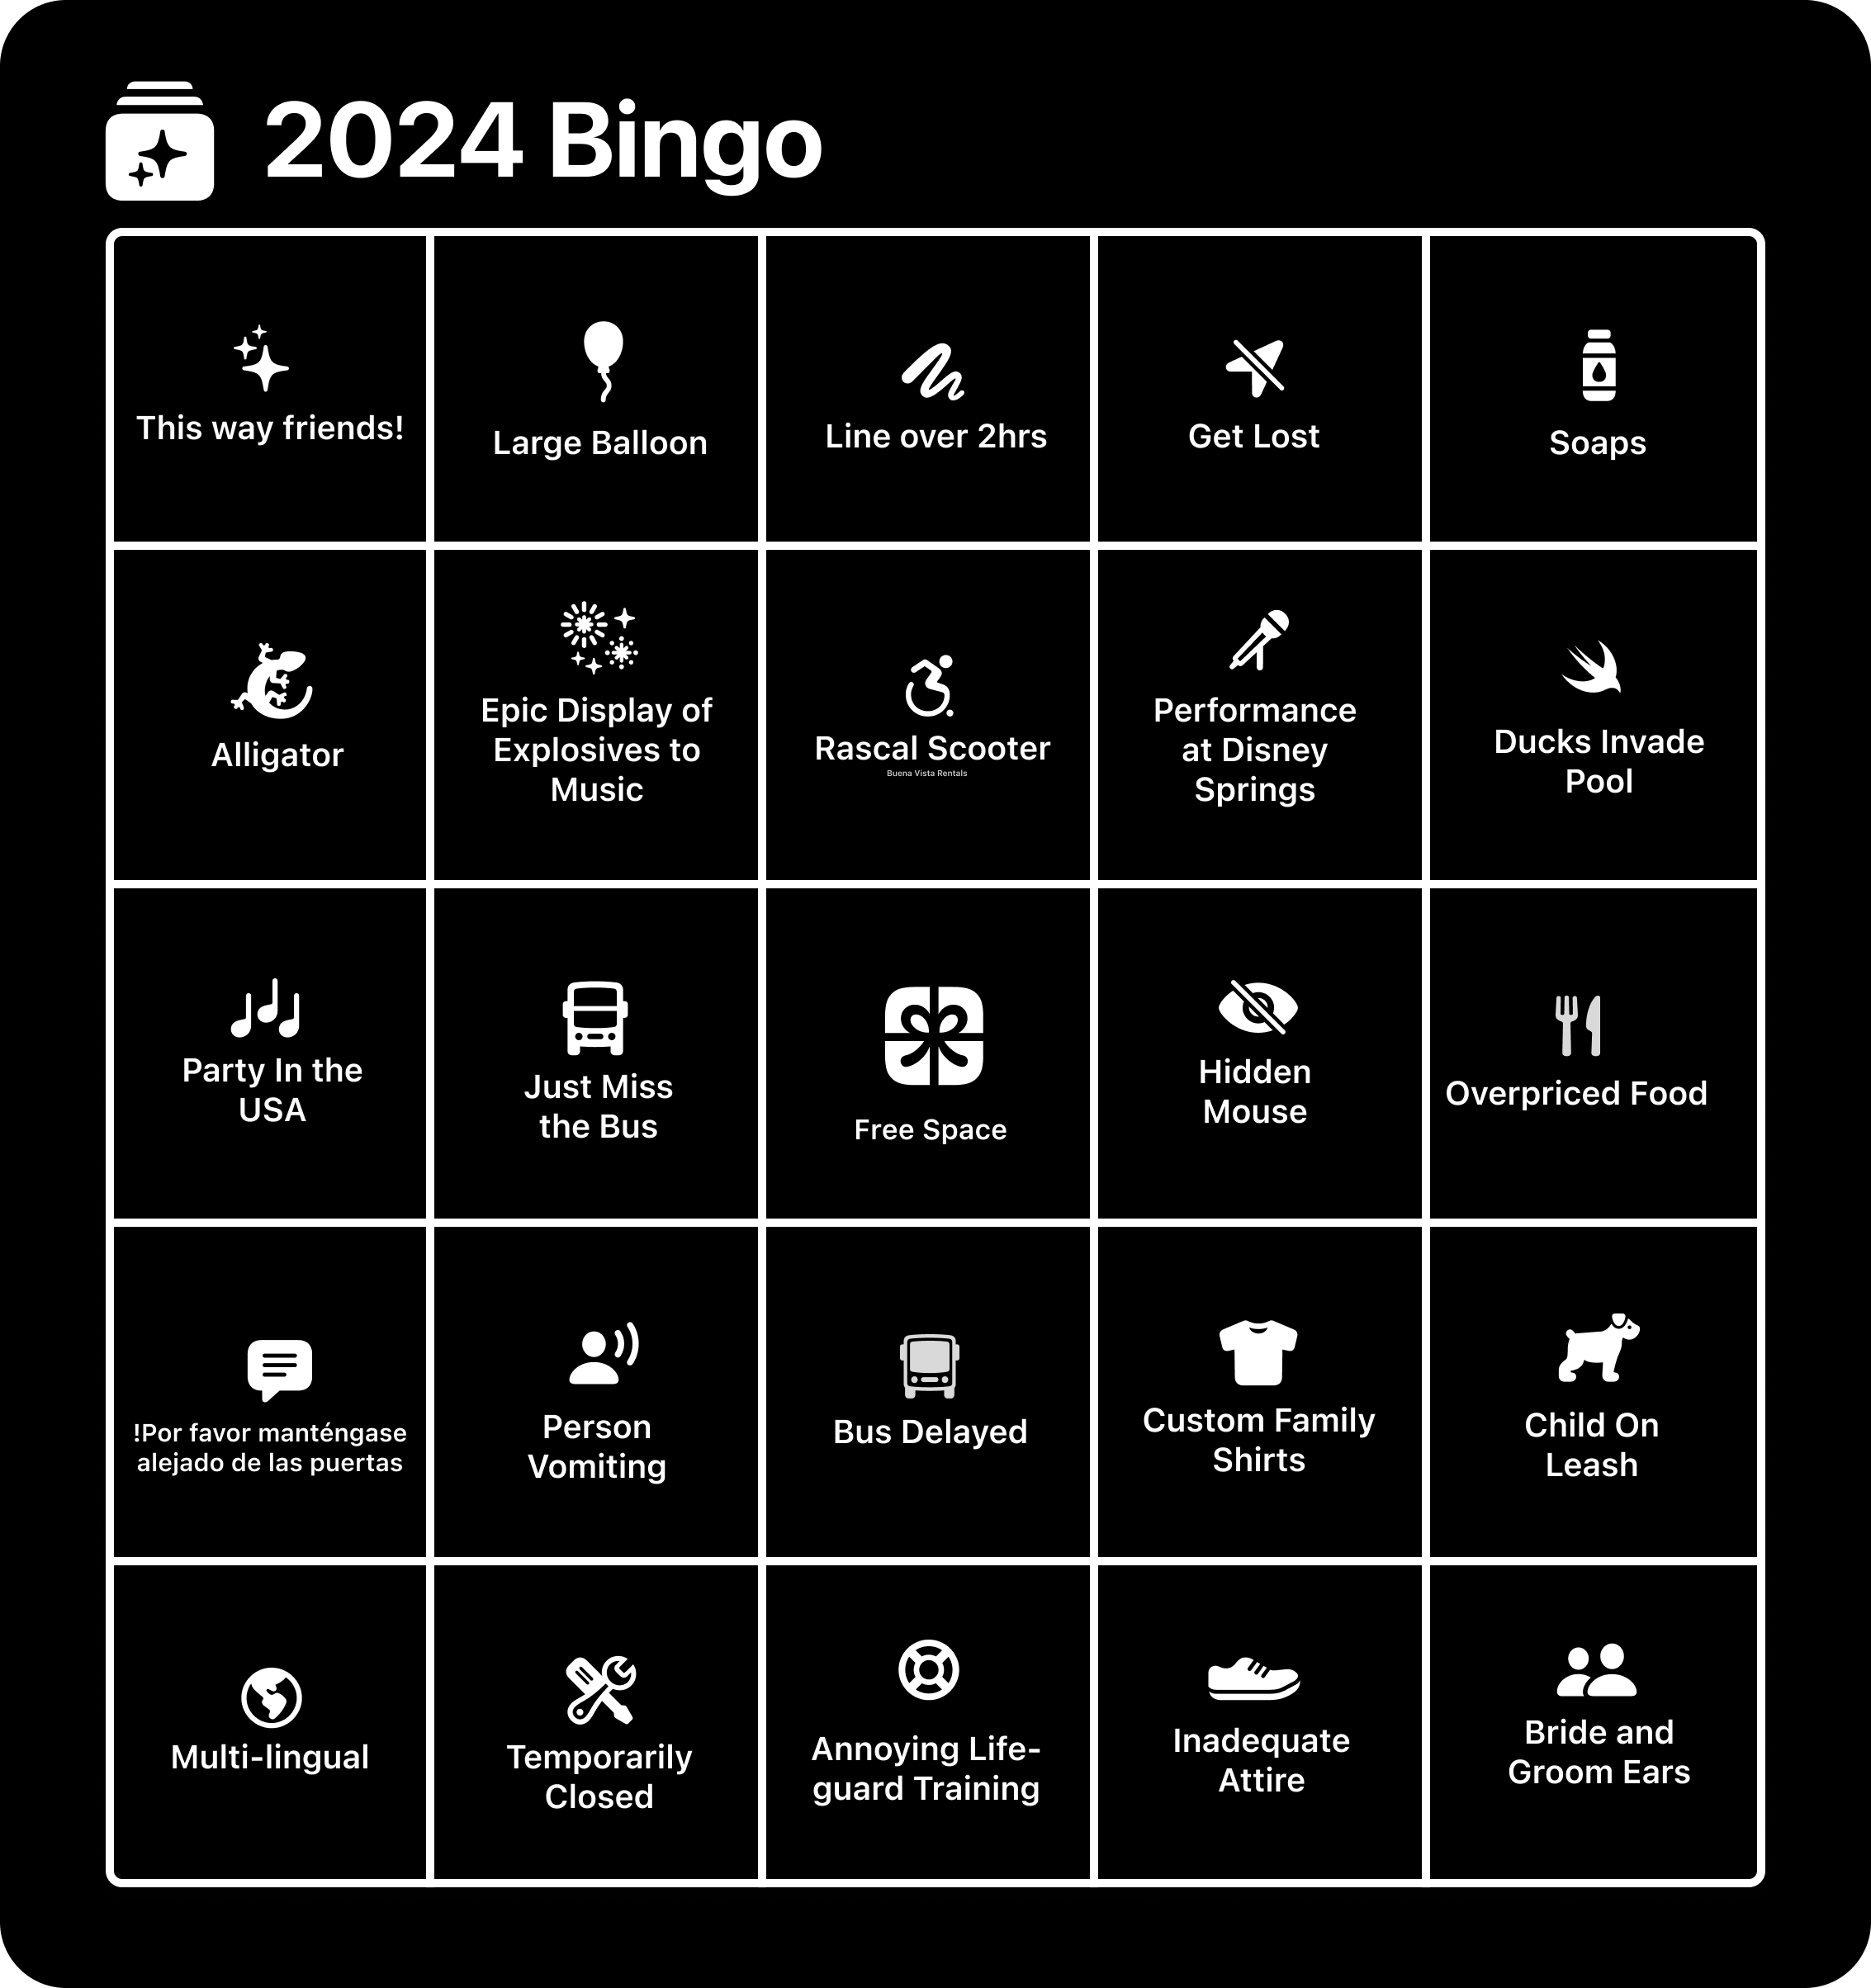 2024 Bingo
This way friends!
Large Balloon
Line over 2hrs
Get Lost
Soaps
Alligator
Epic Display of
Explosives to
Music
Rascal Scooter
Buena Vista Rentals
Performance
at Disney
Springs
Ducks Invade
Pool
Party In the
USA
Just Miss
the Bus
Free Space
Hidden
Mouse
Overpriced Food
!Por favor manténgase
alejado de las puertas
Person
Vomiting
Bus Delayed
Custom Family
Shirts
Child On
Leash
Multi-lingual
Temporarily
Closed
Annoying Life-
guard Training
Inadequate
Attire
Bride and
Groom Ears